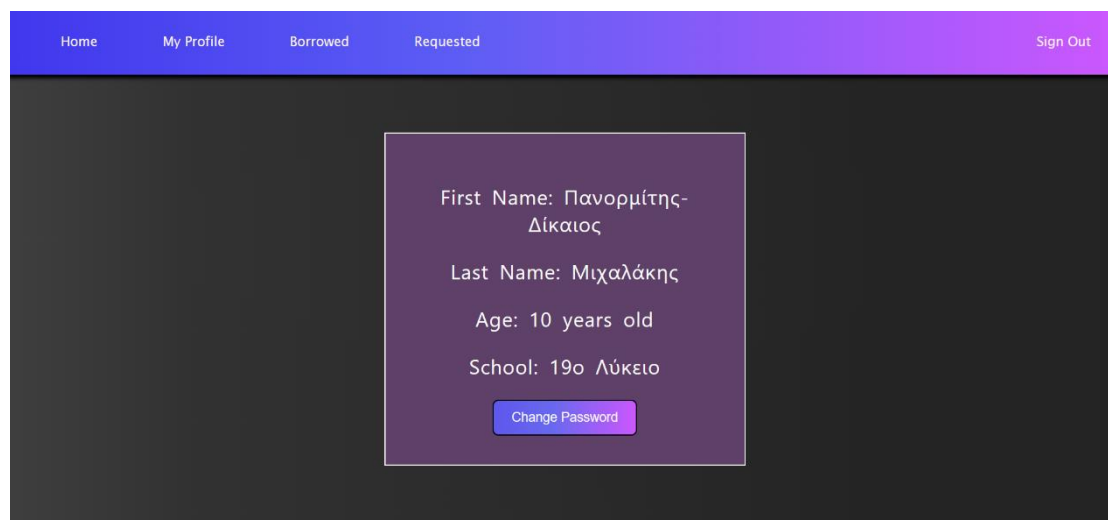 Home My Profile Borrowed Requested Sign Out
First Name: Πανορμίτης-
Δίκαιος
Last Name: Μιχαλάκης
Age: 10 years old
School: 19ο Λύκειο
Change Password